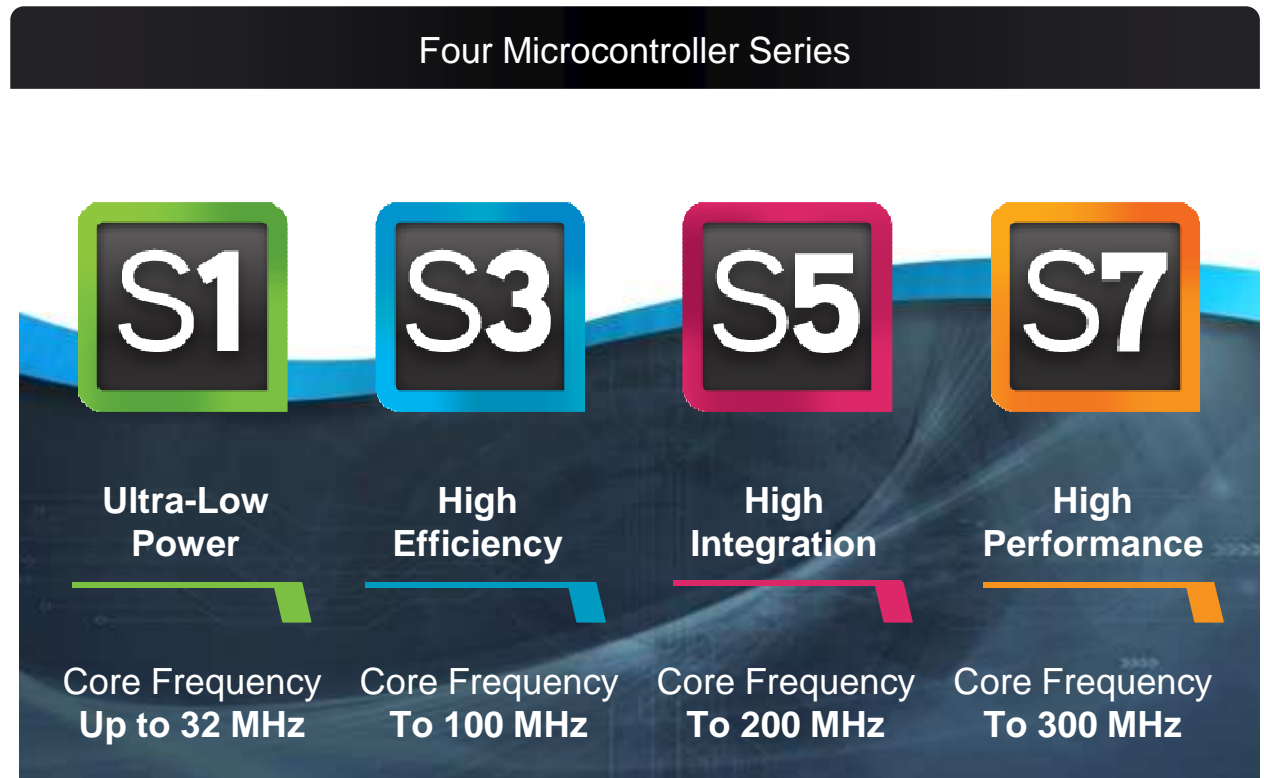 Four Microcontroller Series
S1
S3
S5
S7
Ultra-Low
Power
High
Efficiency
High
Integration
High
Performance
Core Frequency
Up to 32 MHz
Core Frequency
To 100 MHz
Core Frequency
To 200 MHz
Core Frequency
To 300 MHz